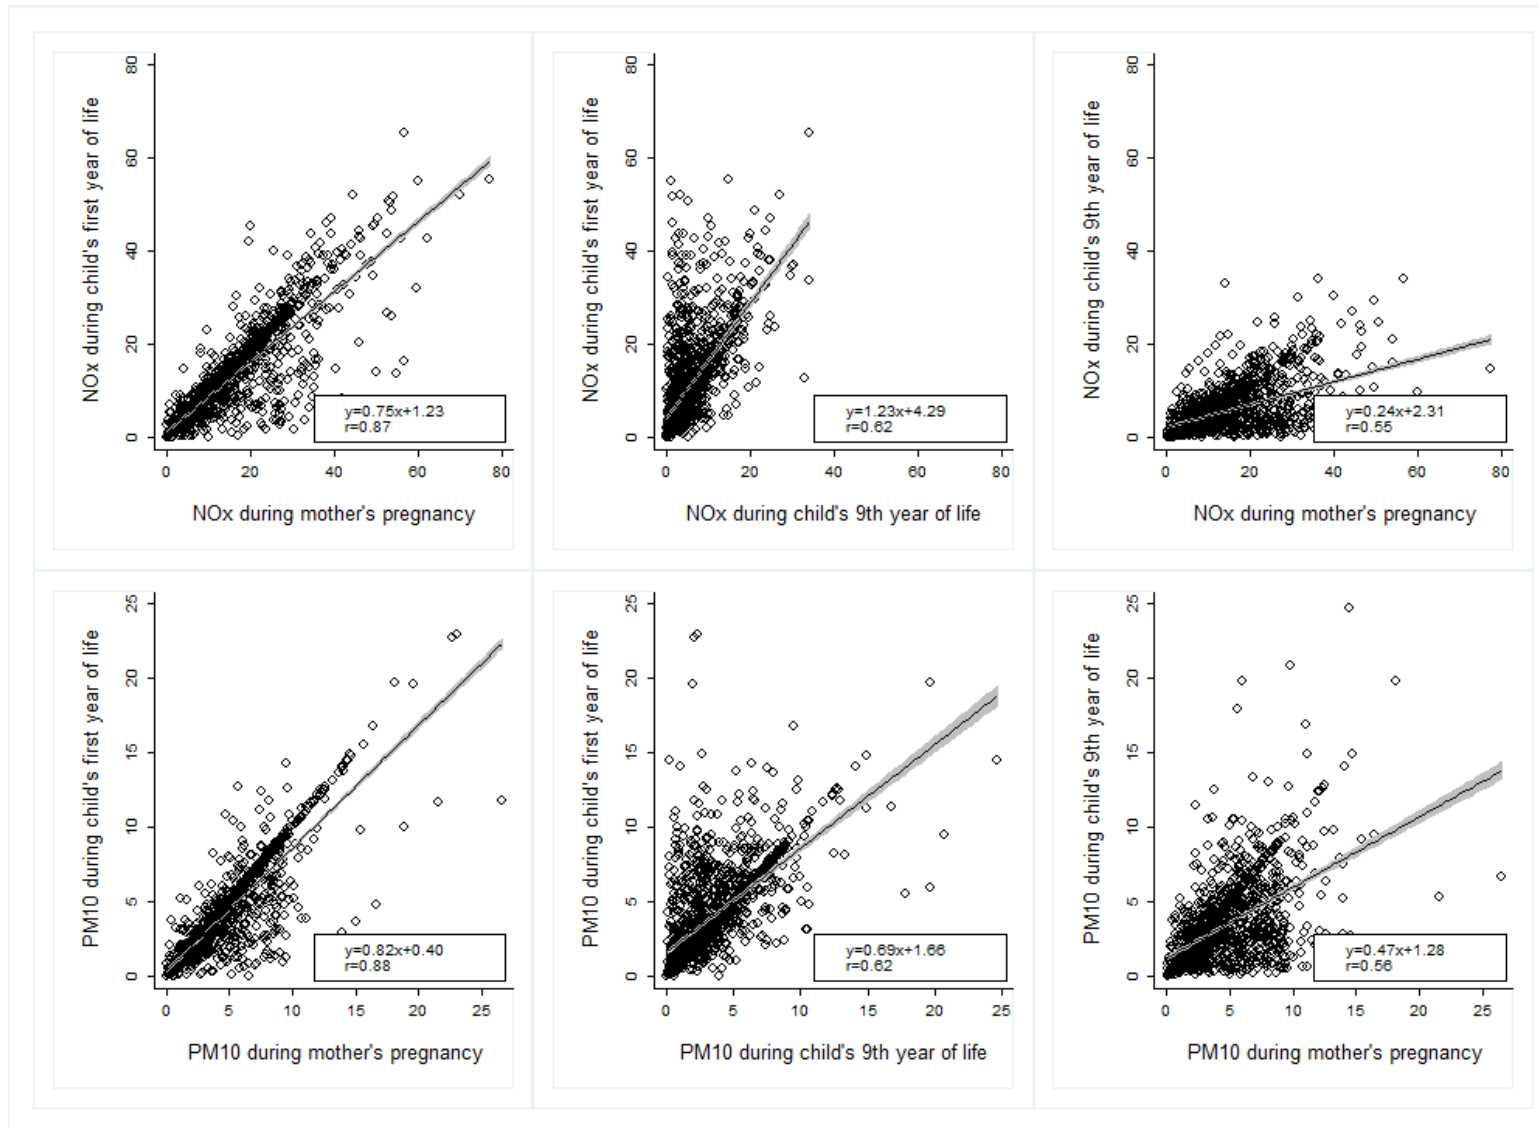 NOx during child's first year of life
80
60
40
20
0
y=0.75x+1.23
r=0.87
0 20 40 60 80
NOx during mother's pregnancy
NOx during child's first year of life
80
60
40
20
0
y=1.23x+4.29
r=0.62
0 20 40 60 80
NOx during child's 9th year of life
NOx during child's 9th year of life
80
60
40
20
0
y=0.24x+2.31
r=0.55
0 20 40 60 80
NOx during mother's pregnancy
PM10 during child's first year of life
25
20
15
10
5
0
y=0.82x+0.40
r=0.88
0 5 10 15 20 25
PM10 during mother's pregnancy
PM10 during child's first year of life
25
20
15
10
5
0
y=0.69x+1.66
r=0.62
0 5 10 15 20 25
PM10 during child's 9th year of life
PM10 during child's 9th year of life
25
20
15
10
5
0
y=0.47x+1.28
r=0.56
0 5 10 15 20 25
PM10 during mother's pregnancy